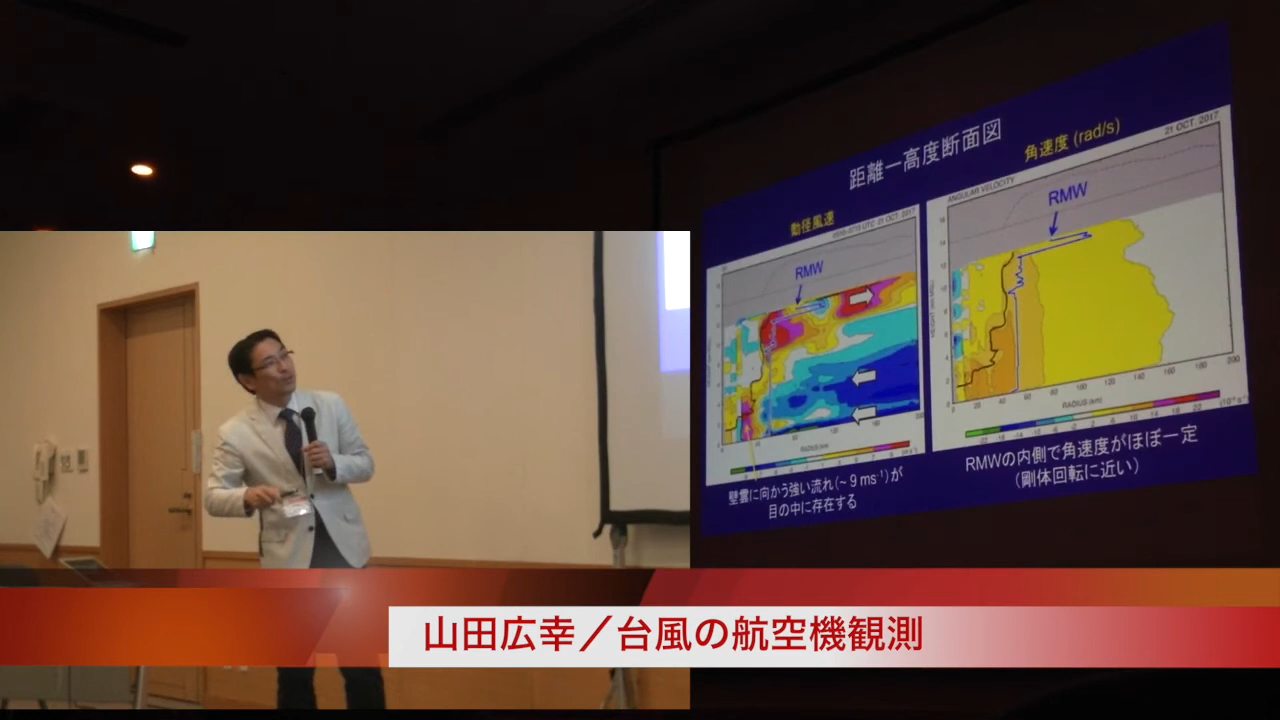 距離ー高度断面図
動径風速
角速度 (rad/s)
21 OCT. 2017
ANGULAR VELOCITY
RMW
RMW
RADIUS (km)
RADIUS (km)
壁雲に向かう強い流れ(~ 9 ms⁻¹)が
目の中に存在する
RMWの内側で角速度がほぼ一定
(剛体回転に近い)
山田広幸／台風の航空機観測